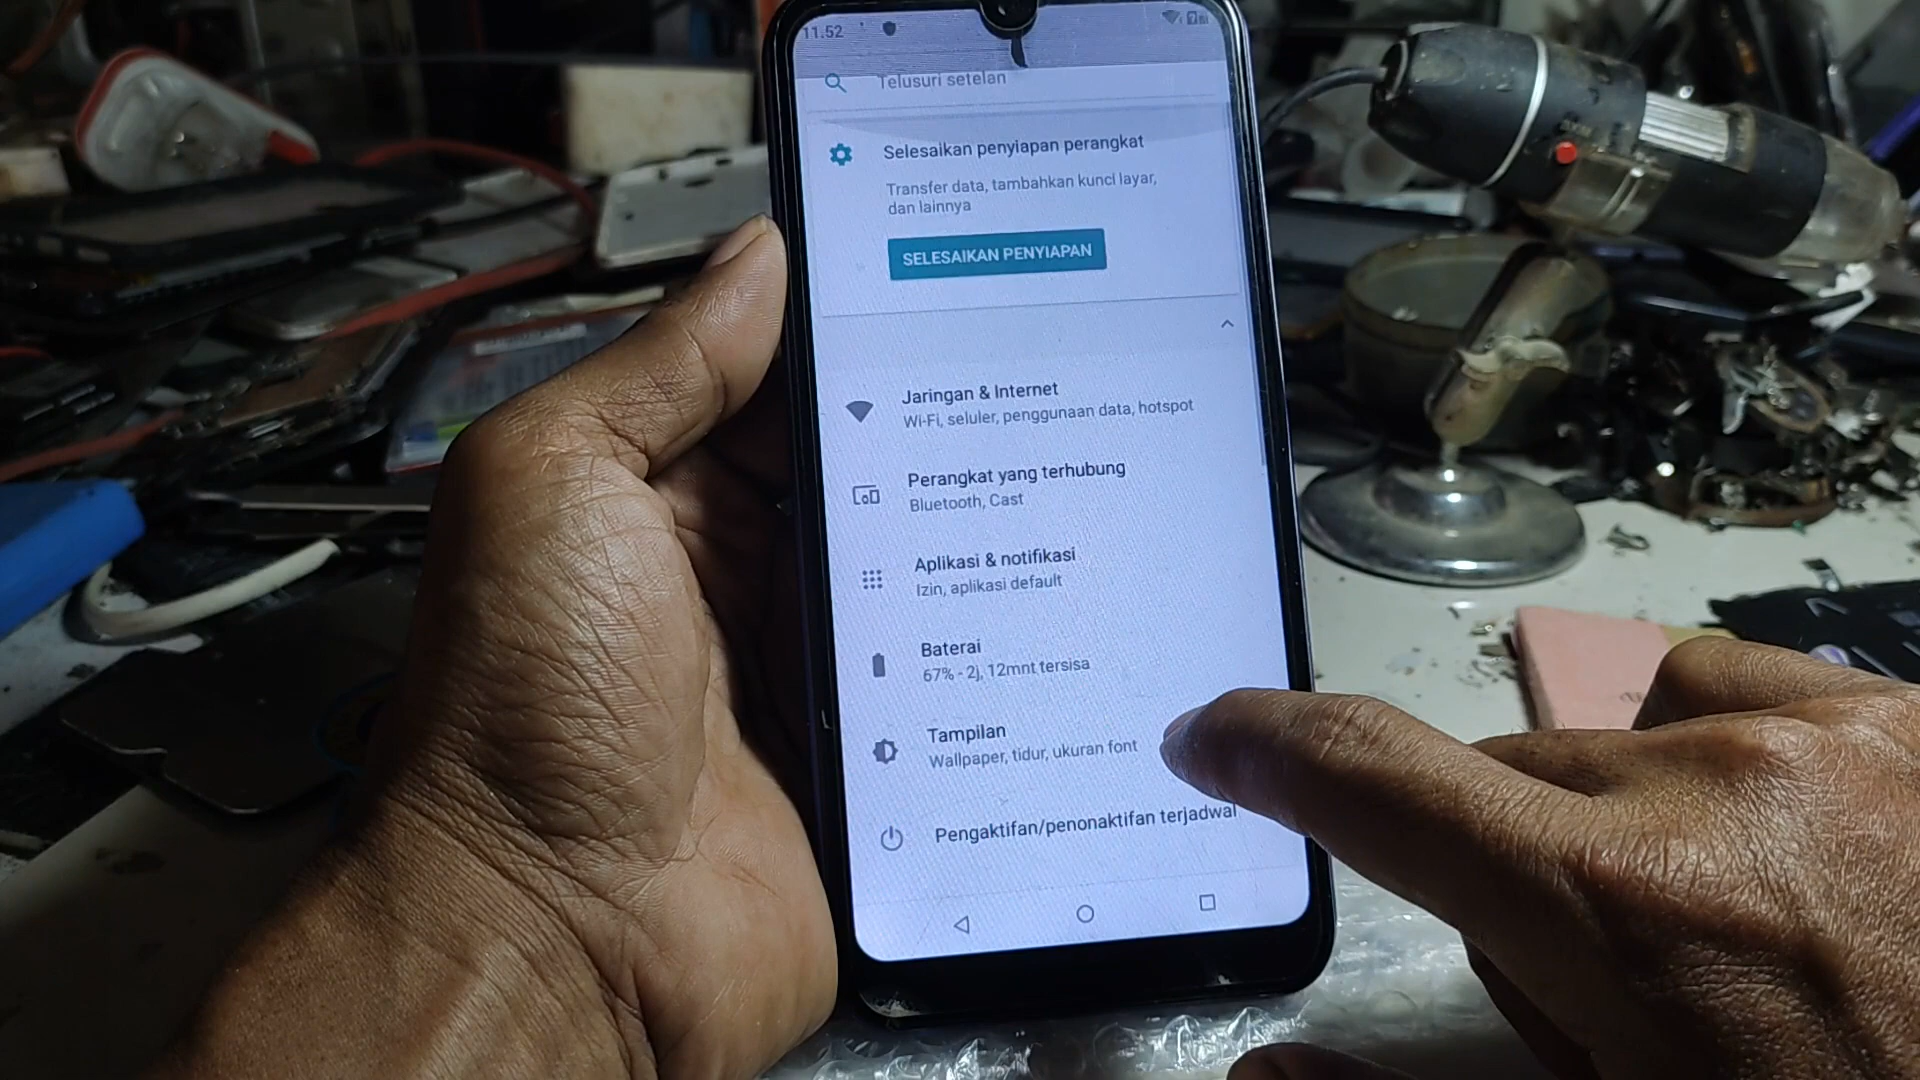 11.52
Telusuri setelan
Selesaikan penyiapan perangkat
Transfer data, tambahkan kunci layar,
dan lainnya
SELESAIKAN PENYIAPAN
Jaringan & Internet
Wi-Fi, seluler, penggunaan data, hotspot
Perangkat yang terhubung
Bluetooth, Cast
Aplikasi & notifikasi
Izin, aplikasi default
Baterai
67% - 2j, 12mnt tersisa
Tampilan
Wallpaper, tidur, ukuran font
Pengaktifan/penonaktifan terjadwal